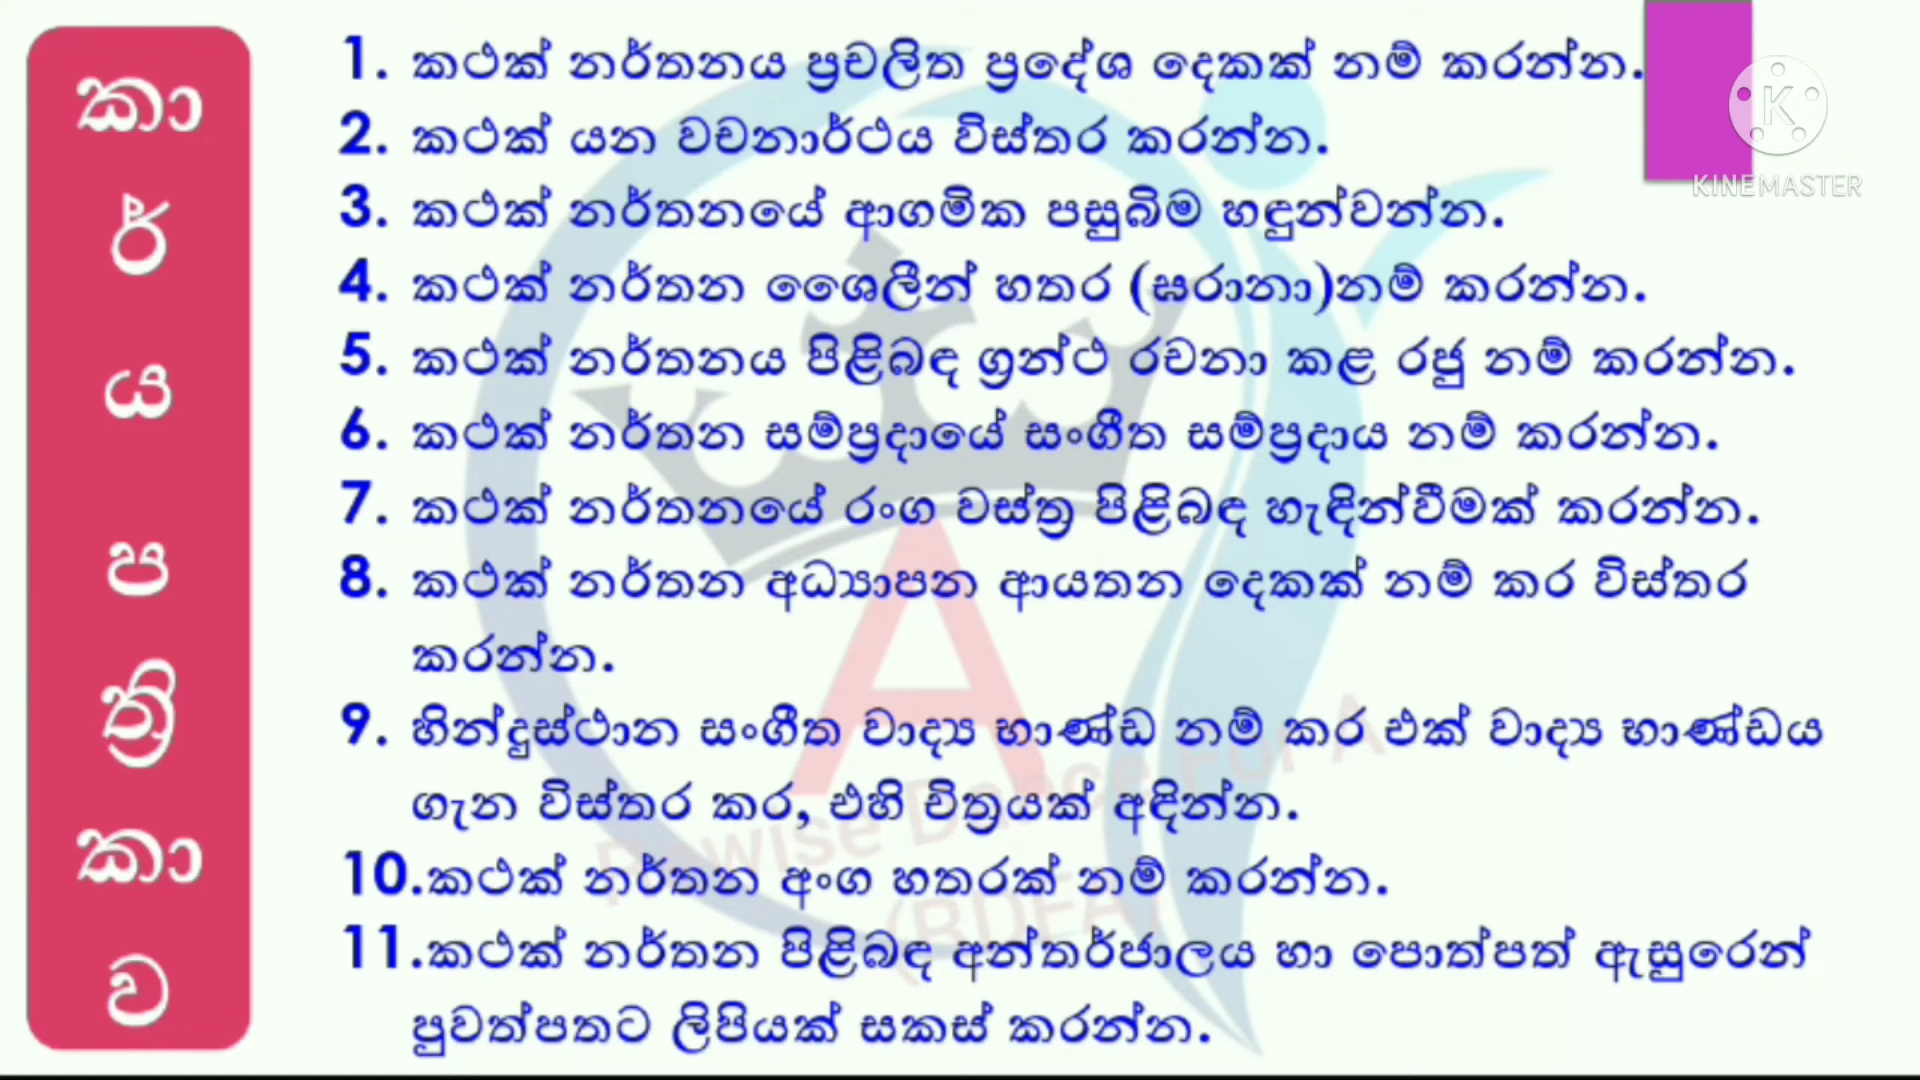 කාර්යපත්‍රිකාව
1. කථක් නර්තනය ප්‍රචලිත ප්‍රදේශ දෙකක් නම් කරන්න.
2. කථක් යන වචනාර්ථය විස්තර කරන්න.
3. කථක් නර්තනයේ ආගමික පසුබිම හඳුන්වන්න.
4. කථක් නර්තන ශෛලීන් හතර (ඝරානා)නම් කරන්න.
5. කථක් නර්තනය පිළිබඳ ග්‍රන්ථ රචනා කළ රජු නම් කරන්න.
6. කථක් නර්තන සම්ප්‍රදායේ සංගීත සම්ප්‍රදාය නම් කරන්න.
7. කථක් නර්තනයේ රංග වස්ත්‍ර පිළිබඳ හැඳින්වීමක් කරන්න.
8. කථක් නර්තන අධ්‍යාපන ආයතන දෙකක් නම් කර විස්තර
කරන්න.
9. හින්දුස්ථාන සංගීත වාද්‍ය භාණ්ඩ නම් කර එක් වාද්‍ය භාණ්ඩය
ගැන විස්තර කර, එහි චිත්‍රයක් අඳින්න.
10.කථක් නර්තන අංග හතරක් නම් කරන්න.
11.කථක් නර්තන පිළිබඳ අන්තර්ජාලය හා පොත්පත් ඇසුරෙන්
පුවත්පතට ලිපියක් සකස් කරන්න.
K
KINEMASTER
A
Dance For A
(BDFA)